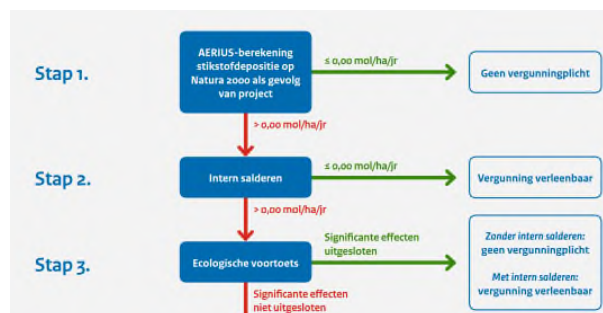 Stap 1.
AERIUS-berekening
stikstofdepositie op
Natura 2000 als gevolg
van project
≤ 0,00 mol/ha/jr
Geen vergunningplicht
> 0,00 mol/ha/jr
Stap 2.
Intern salderen
≤ 0,00 mol/ha/jr
Vergunning verleenbaar
> 0,00 mol/ha/jr
Stap 3.
Ecologische voortoets
Significante effecten
uitgesloten
Zonder intern salderen:
geen vergunningplicht
Met intern salderen:
vergunning verleenbaar
Significante effecten
niet uitgesloten